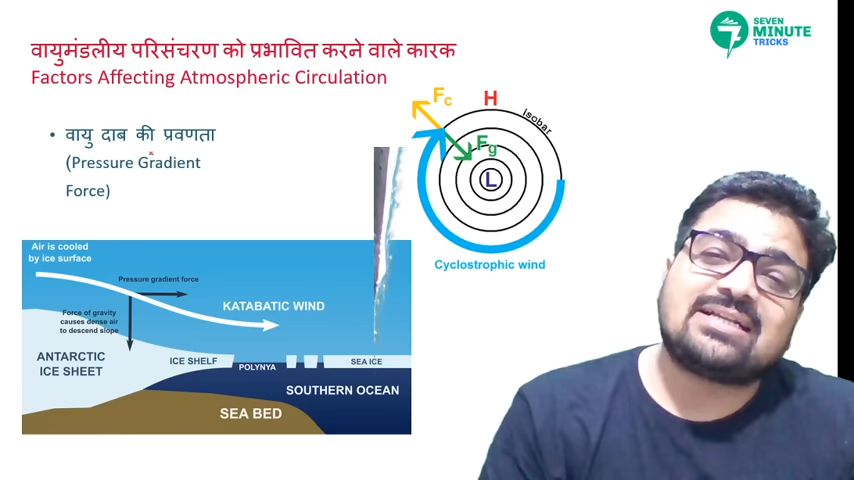 SEVEN
MINUTE
TRICKS
वायुमंडलीय परिसंचरण को प्रभावित करने वाले कारक
Factors Affecting Atmospheric Circulation
• वायु दाब की प्रवणता
(Pressure Gradient
Force)
Fc
H
isobar
Fg
L
Cyclostrophic wind
Air is cooled
by ice surface
Pressure gradient force
Force of gravity
causes dense air
to descend slope
KATABATIC WIND
ANTARCTIC
ICE SHEET
ICE SHELF
POLYNYA
SEA ICE
SOUTHERN OCEAN
SEA BED